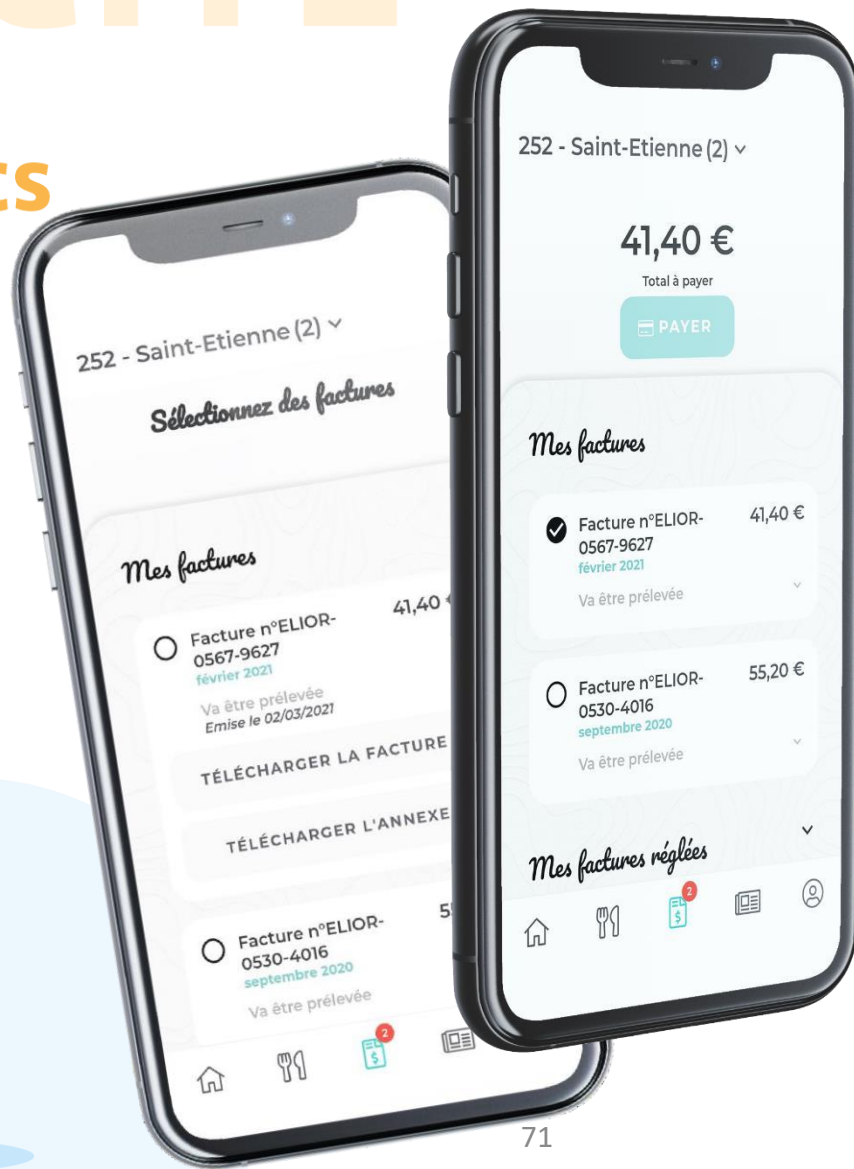 252 - Saint-Etienne (2)
Sélectionnez des factures
Mes factures
Facture n°ELIOR-
0567-9627
41,40 €
février 2021
Va être prélevée
Emise le 02/03/2021
TÉLÉCHARGER LA FACTURE
TÉLÉCHARGER L'ANNEXE
Facture n°ELIOR-
0530-4016
septembre 2020
Va être prélevée
2
252 - Saint-Etienne (2)
41,40 €
Total à payer
PAYER
Mes factures
Facture n°ELIOR-
0567-9627
41,40 €
février 2021
Va être prélevée
Facture n°ELIOR-
0530-4016
55,20 €
septembre 2020
Va être prélevée
Mes factures réglées
2
71